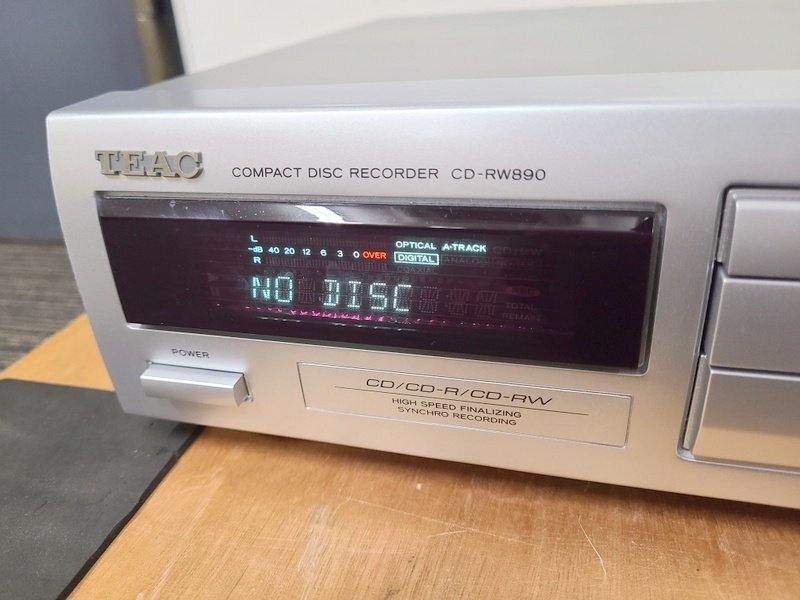 TEAC COMPACT DISC RECORDER CD-RW890
L
-dB 40 20 12 6 3 0 OVER
R
OPTICAL A·TRACK
DIGITAL
NO DISC
TOTAL
REMAIN
POWER
CD/CD-R/CD-RW
HIGH SPEED FINALIZING
SYNCHRO RECORDING